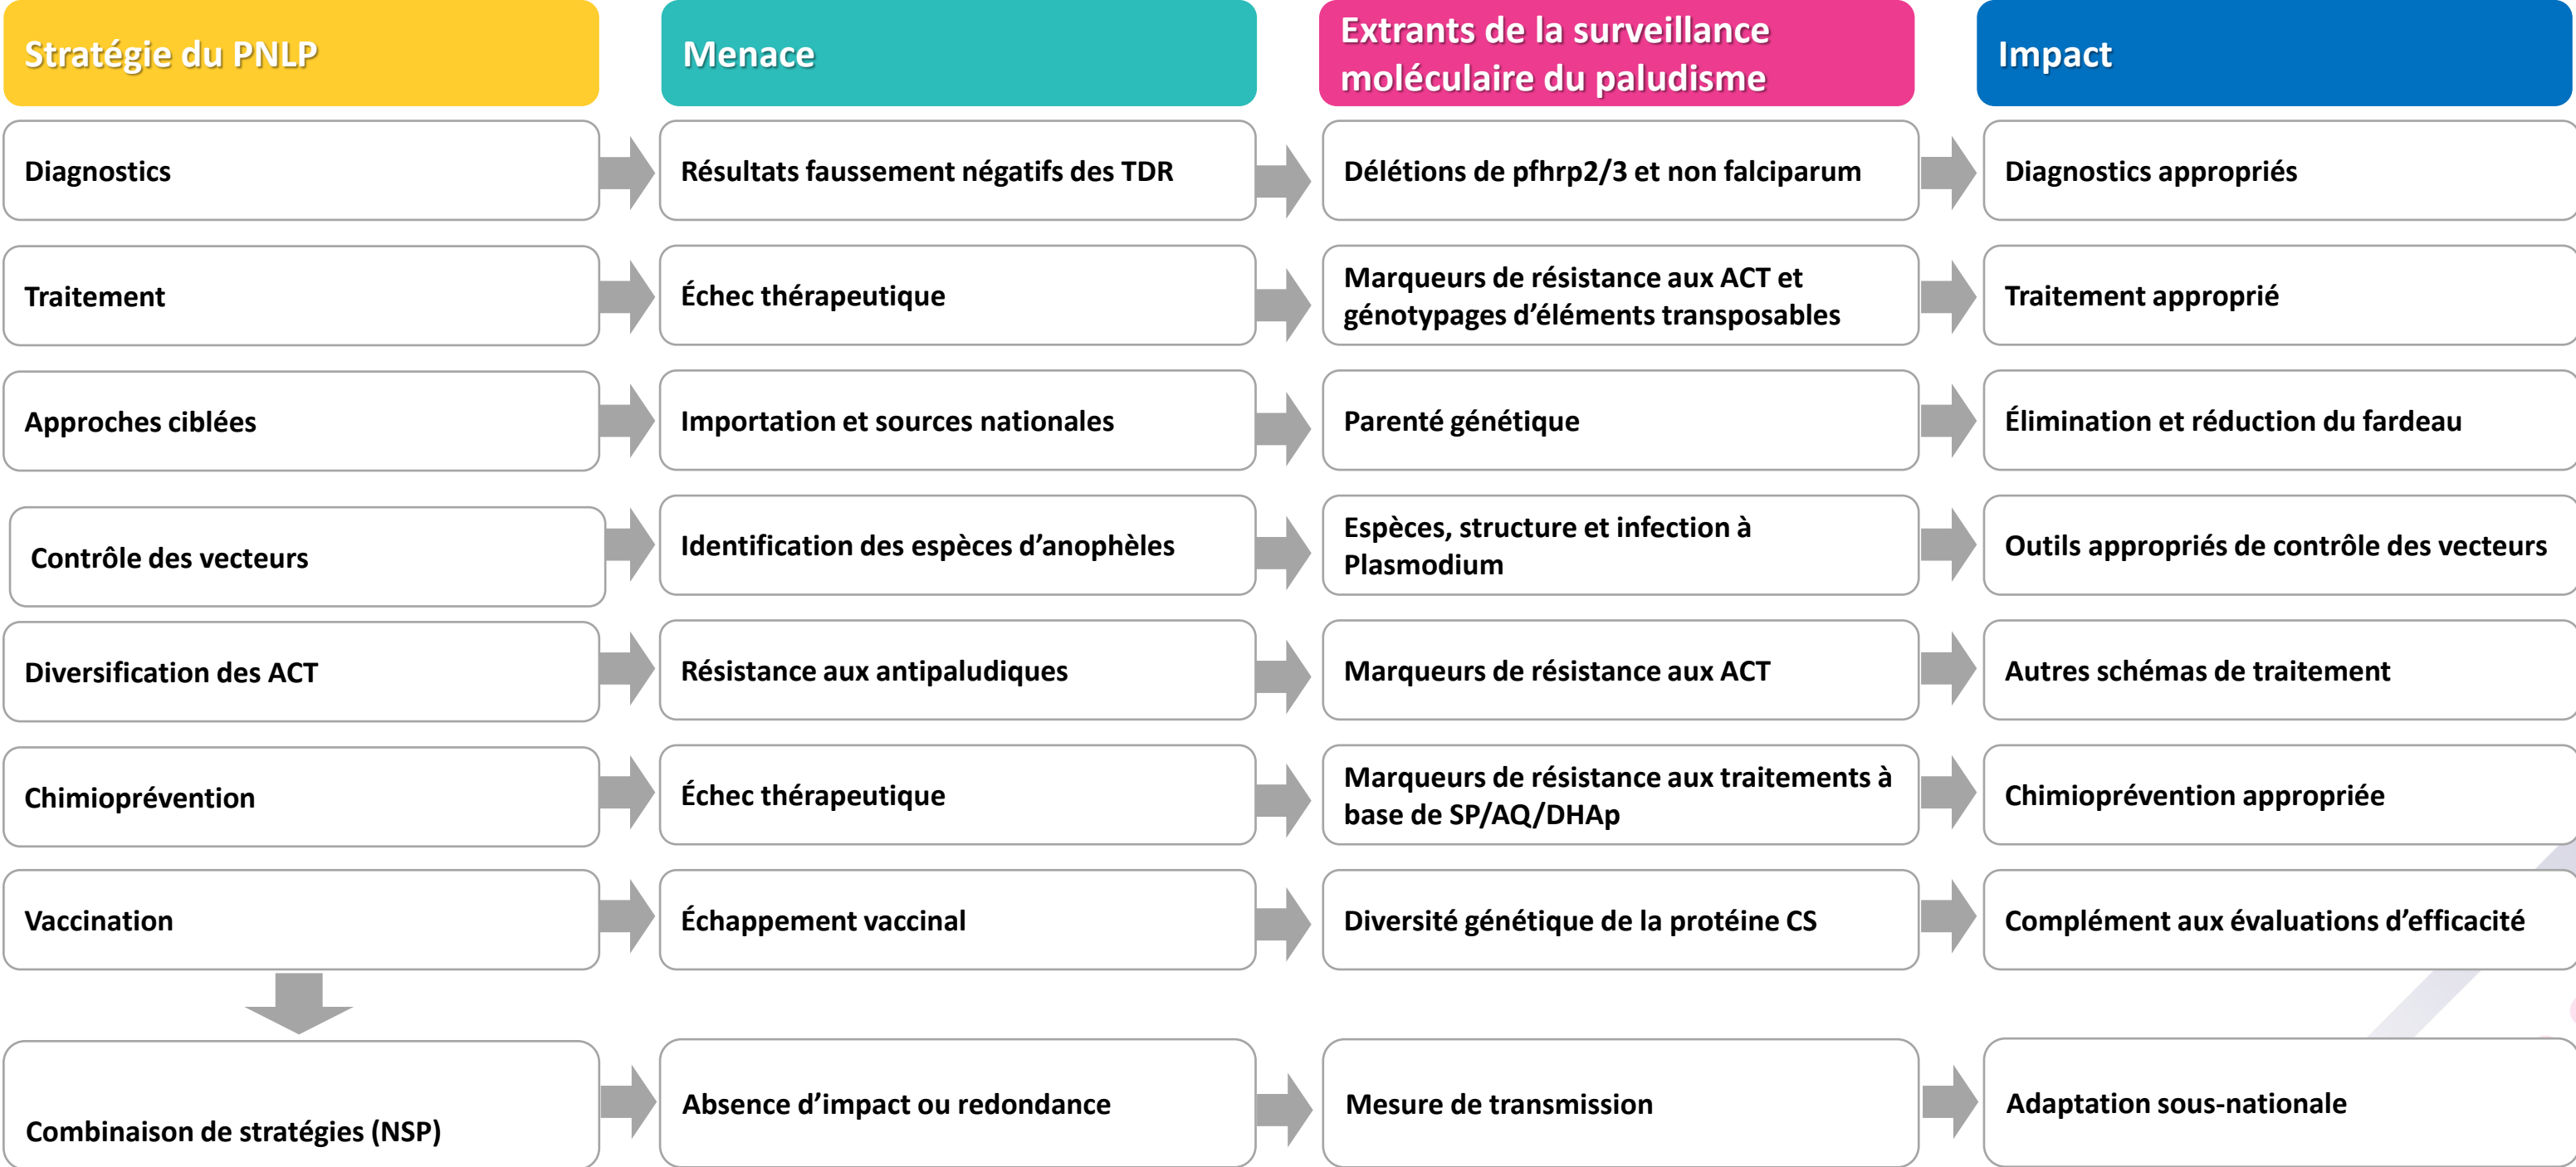 Stratégie du PNLP
Menace
Extrants de la surveillance
moléculaire du paludisme
Impact
Diagnostics
Résultats faussement négatifs des TDR
Délétions de pfhrp2/3 et non falciparum
Diagnostics appropriés
Traitement
Échec thérapeutique
Marqueurs de résistance aux ACT et
génotypages d’éléments transposables
Traitement approprié
Approches ciblées
Importation et sources nationales
Parenté génétique
Élimination et réduction du fardeau
Contrôle des vecteurs
Identification des espèces d’anophèles
Espèces, structure et infection à
Plasmodium
Outils appropriés de contrôle des vecteurs
Diversification des ACT
Résistance aux antipaludiques
Marqueurs de résistance aux ACT
Autres schémas de traitement
Chimioprévention
Échec thérapeutique
Marqueurs de résistance aux traitements à
base de SP/AQ/DHAp
Chimioprévention appropriée
Vaccination
Échappement vaccinal
Diversité génétique de la protéine CS
Complément aux évaluations d’efficacité
Combinaison de stratégies (NSP)
Absence d’impact ou redondance
Mesure de transmission
Adaptation sous-nationale